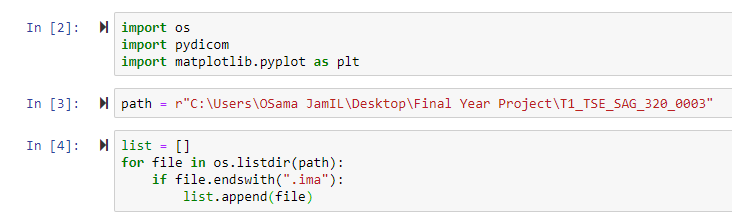 In [2]: import os
import pydicom
import matplotlib.pyplot as plt
In [3]: path = r"C:\Users\OSama JamIL\Desktop\Final Year Project\T1_TSE_SAG_320_0003"
In [4]: list = []
for file in os.listdir(path):
    if file.endswith(".ima"):
        list.append(file)